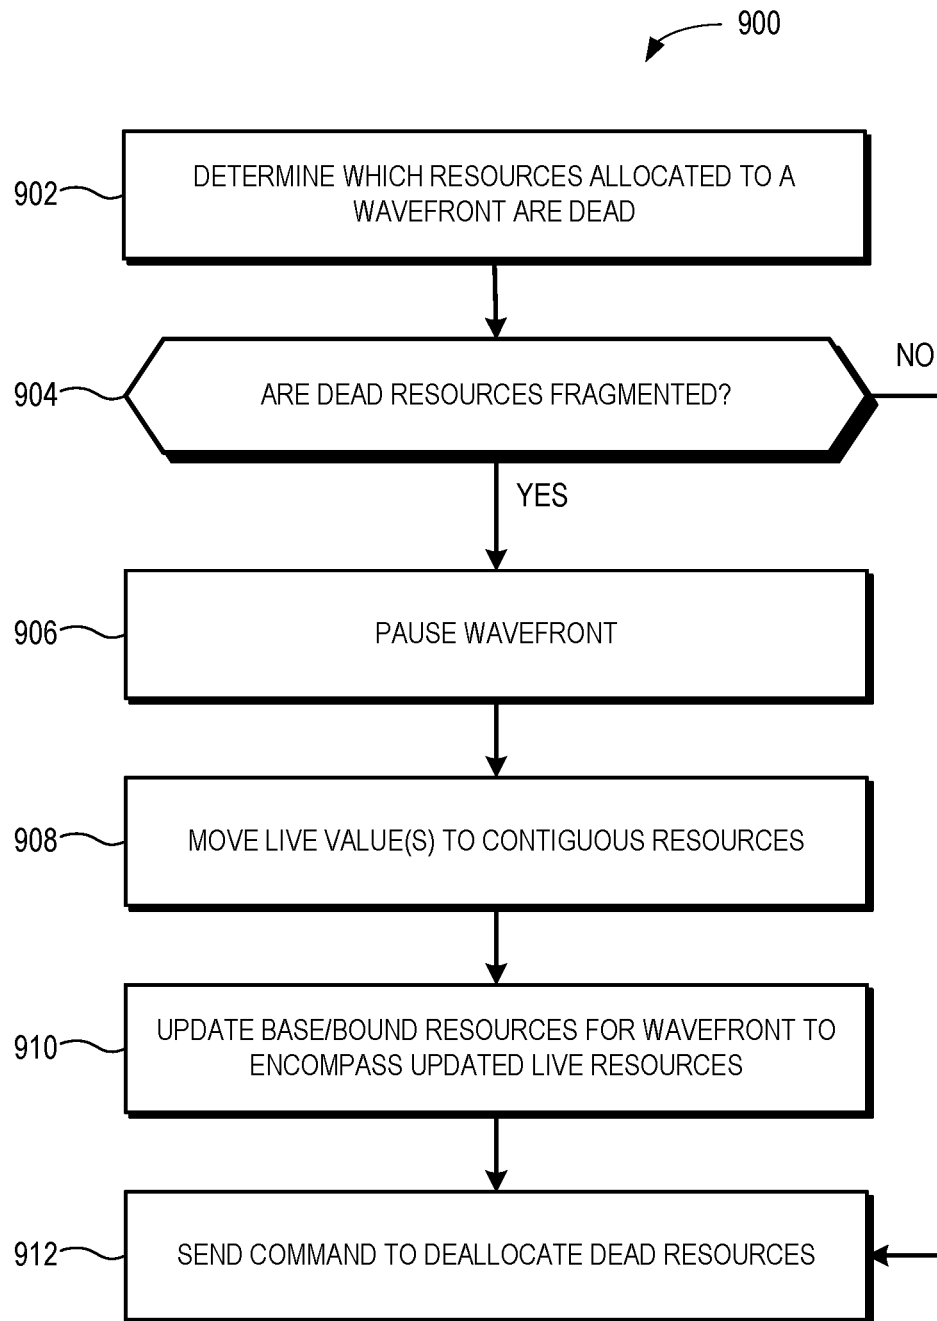 900
902
DETERMINE WHICH RESOURCES ALLOCATED TO A
WAVEFRONT ARE DEAD
904
ARE DEAD RESOURCES FRAGMENTED?
NO
YES
906
PAUSE WAVEFRONT
908
MOVE LIVE VALUE(S) TO CONTIGUOUS RESOURCES
910
UPDATE BASE/BOUND RESOURCES FOR WAVEFRONT TO
ENCOMPASS UPDATED LIVE RESOURCES
912
SEND COMMAND TO DEALLOCATE DEAD RESOURCES